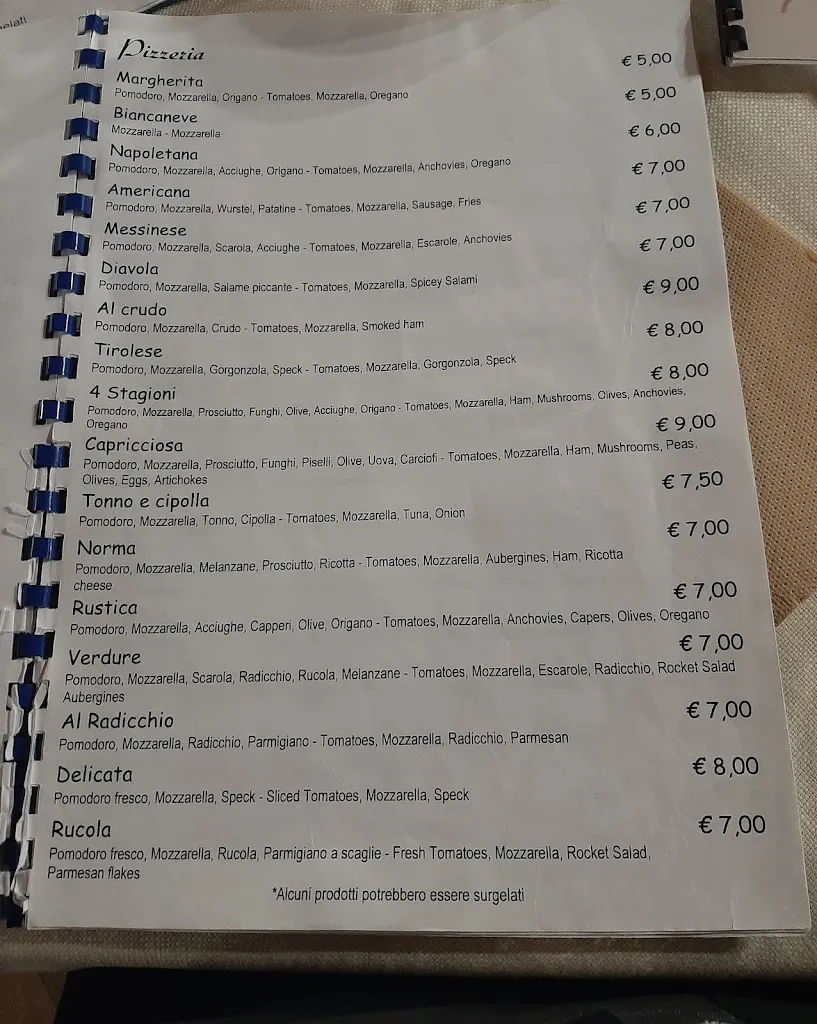 elati
Pizzeria
Margherita € 5,00
Pomodoro, Mozzarella, Origano - Tomatoes, Mozzarella, Oregano
Biancaneve € 5,00
Mozzarella - Mozzarella
Napoletana € 6,00
Pomodoro, Mozzarella, Acciughe, Origano - Tomatoes, Mozzarella, Anchovies, Oregano
Americana € 7,00
Pomodoro, Mozzarella, Wurstel, Patatine - Tomatoes, Mozzarella, Sausage, Fries
Messinese € 7,00
Pomodoro, Mozzarella, Scarola, Acciughe - Tomatoes, Mozzarella, Escarole, Anchovies
Diavola € 7,00
Pomodoro, Mozzarella, Salame piccante - Tomatoes, Mozzarella, Spicey Salami
Al crudo € 9,00
Pomodoro, Mozzarella, Crudo - Tomatoes, Mozzarella, Smoked ham
Tirolese € 8,00
Pomodoro, Mozzarella, Gorgonzola, Speck - Tomatoes, Mozzarella, Gorgonzola, Speck
4 Stagioni € 8,00
Pomodoro, Mozzarella, Prosciutto, Funghi, Olive, Acciughe, Origano - Tomatoes, Mozzarella, Ham, Mushrooms, Olives, Anchovies,
Oregano
Capricciosa € 9,00
Pomodoro, Mozzarella, Prosciutto, Funghi, Piselli, Olive, Uova, Carciofi - Tomatoes, Mozzarella, Ham, Mushrooms, Peas,
Olives, Eggs, Artichokes
Tonno e cipolla € 7,50
Pomodoro, Mozzarella, Tonno, Cipolla - Tomatoes, Mozzarella, Tuna, Onion
Norma € 7,00
Pomodoro, Mozzarella, Melanzane, Prosciutto, Ricotta - Tomatoes, Mozzarella, Aubergines, Ham, Ricotta
cheese
Rustica € 7,00
Pomodoro, Mozzarella, Acciughe, Capperi, Olive, Origano - Tomatoes, Mozzarella, Anchovies, Capers, Olives, Oregano
Verdure € 7,00
Pomodoro, Mozzarella, Scarola, Radicchio, Rucola, Melanzane - Tomatoes, Mozzarella, Escarole, Radicchio, Rocket Salad
Aubergines
Al Radicchio € 7,00
Pomodoro, Mozzarella, Radicchio, Parmigiano - Tomatoes, Mozzarella, Radicchio, Parmesan
Delicata € 8,00
Pomodoro fresco, Mozzarella, Speck - Sliced Tomatoes, Mozzarella, Speck
Rucola € 7,00
Pomodoro fresco, Mozzarella, Rucola, Parmigiano a scaglie - Fresh Tomatoes, Mozzarella, Rocket Salad,
Parmesan flakes
*Alcuni prodotti potrebbero essere surgelati